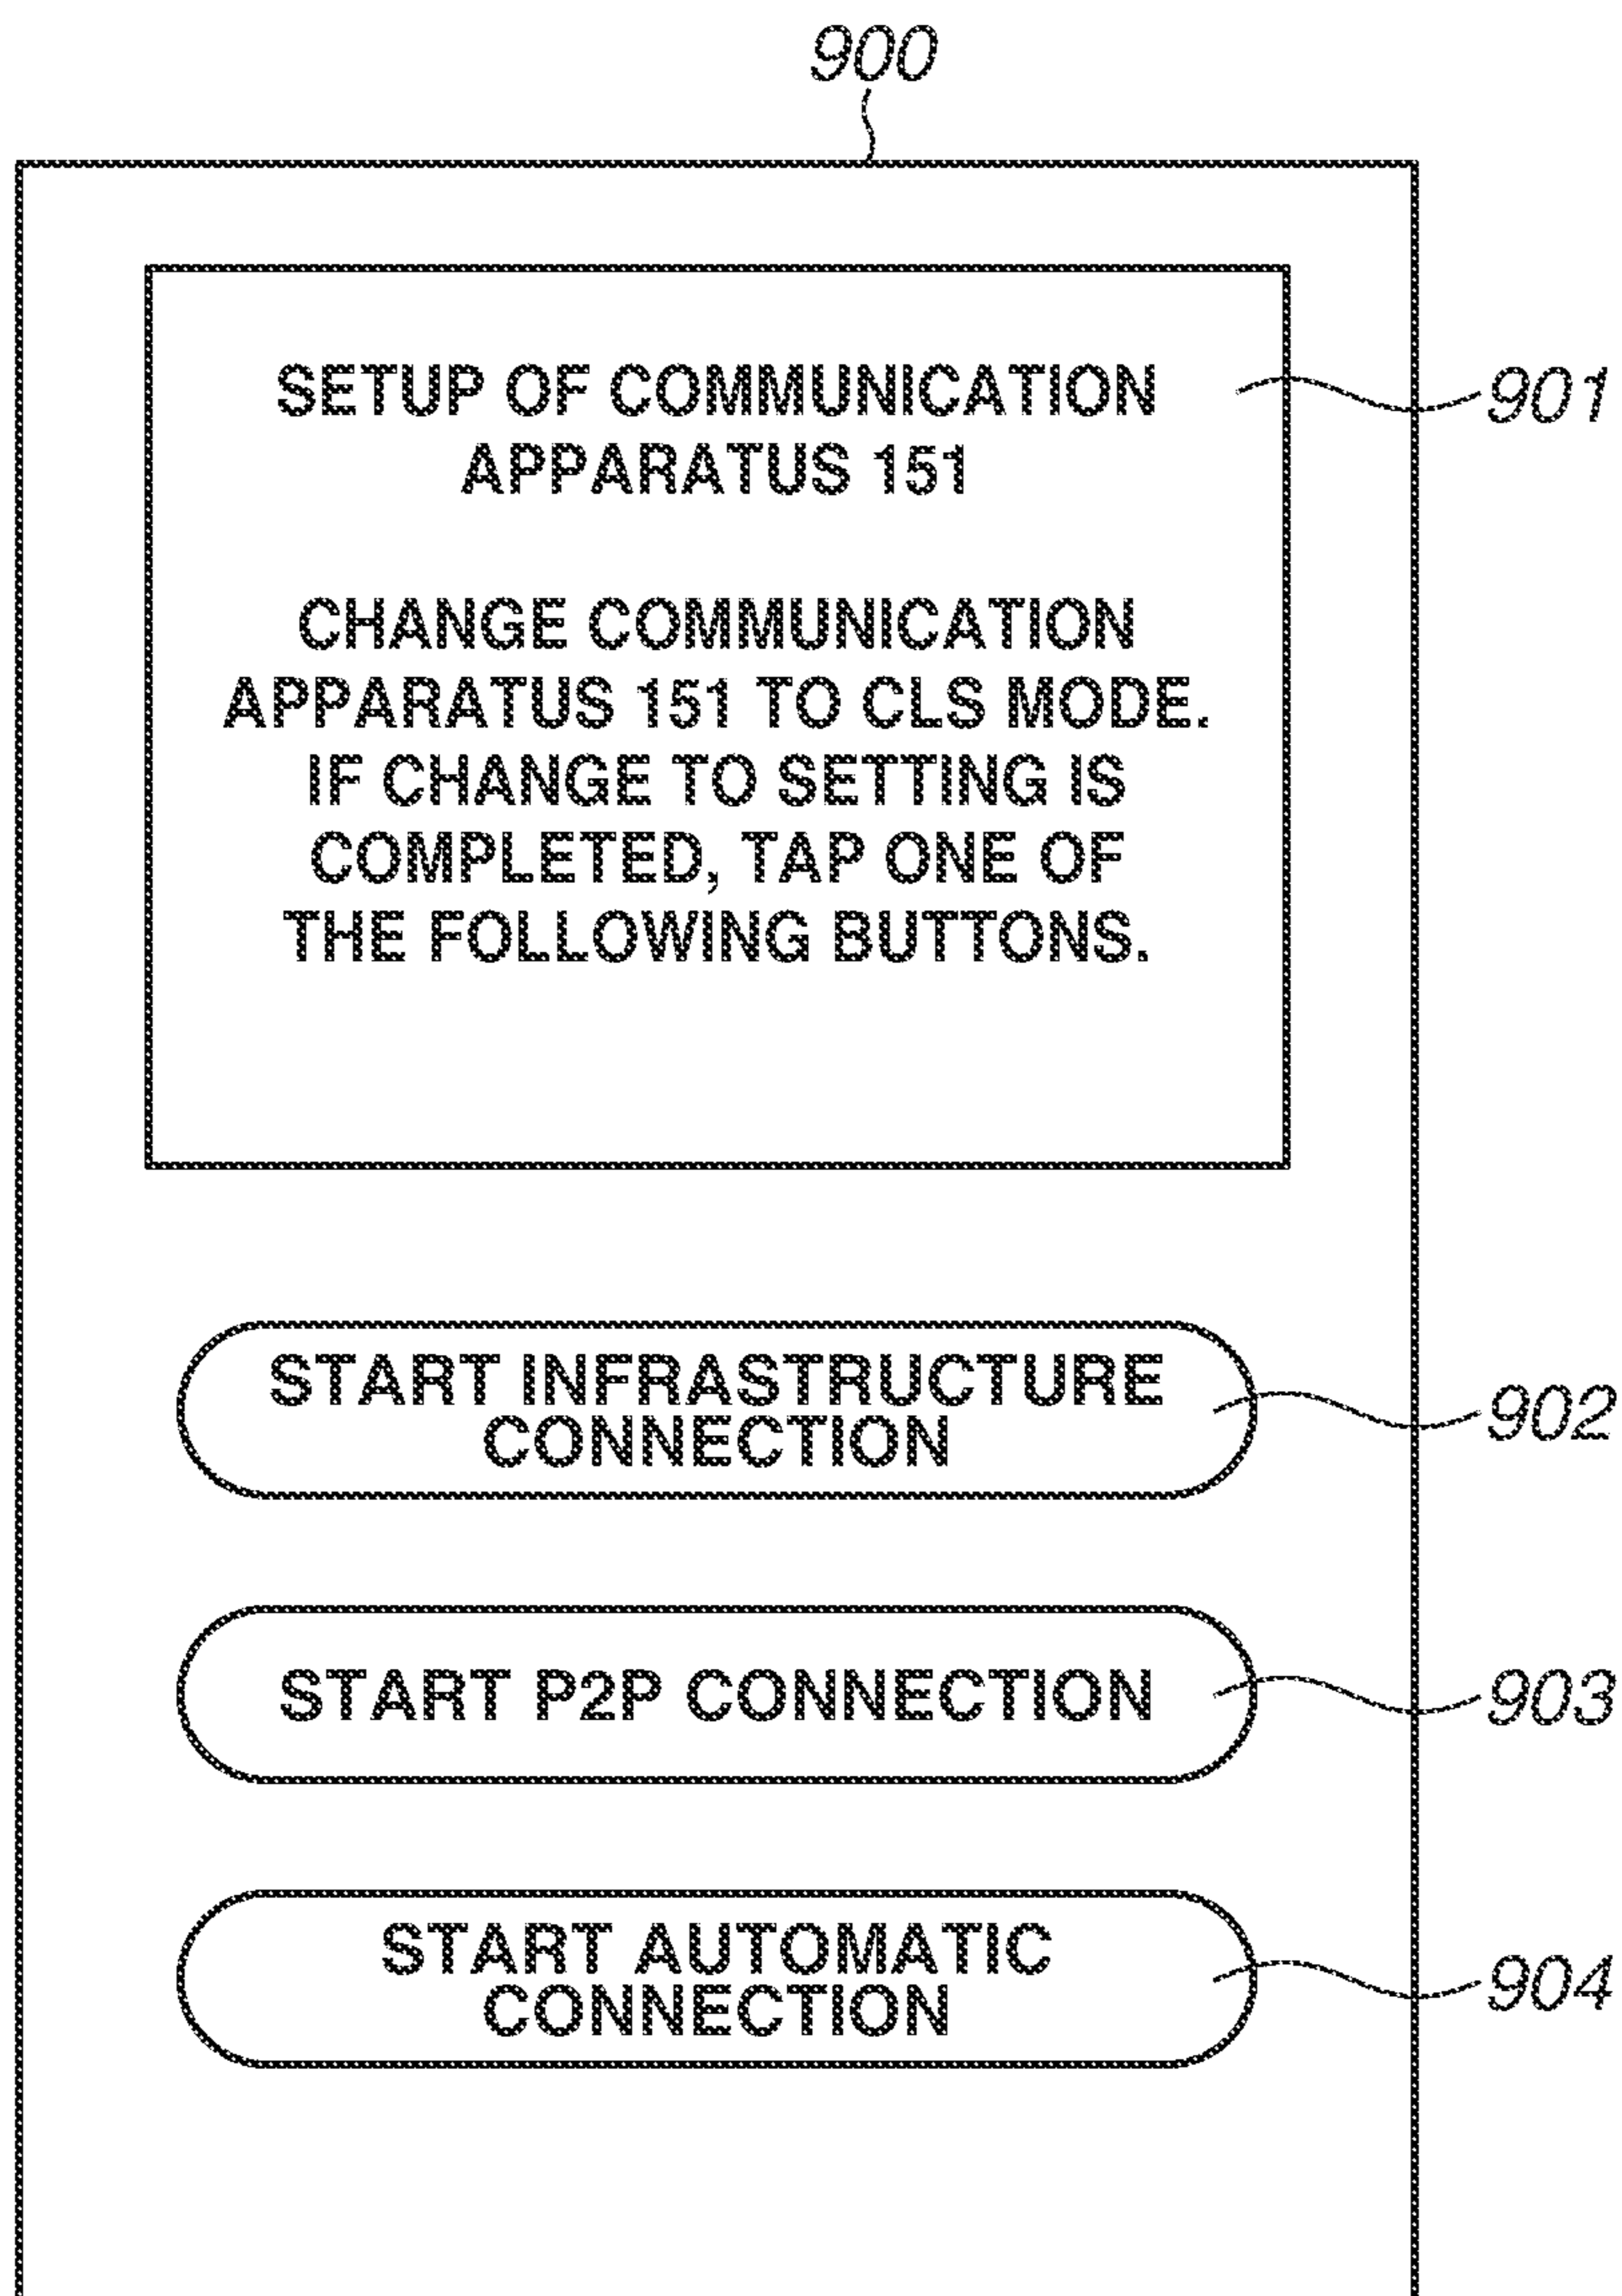 900
SETUP OF COMMUNICATION
901
APPARATUS 151
CHANGE COMMUNICATION
APPARATUS 151 TO CLS MODE.
IF CHANGE TO SETTING IS
COMPLETED, TAP ONE OF
THE FOLLOWING BUTTONS.
START INFRASTRUCTURE
CONNECTION
902
START P2P CONNECTION
903
START AUTOMATIC
CONNECTION
904